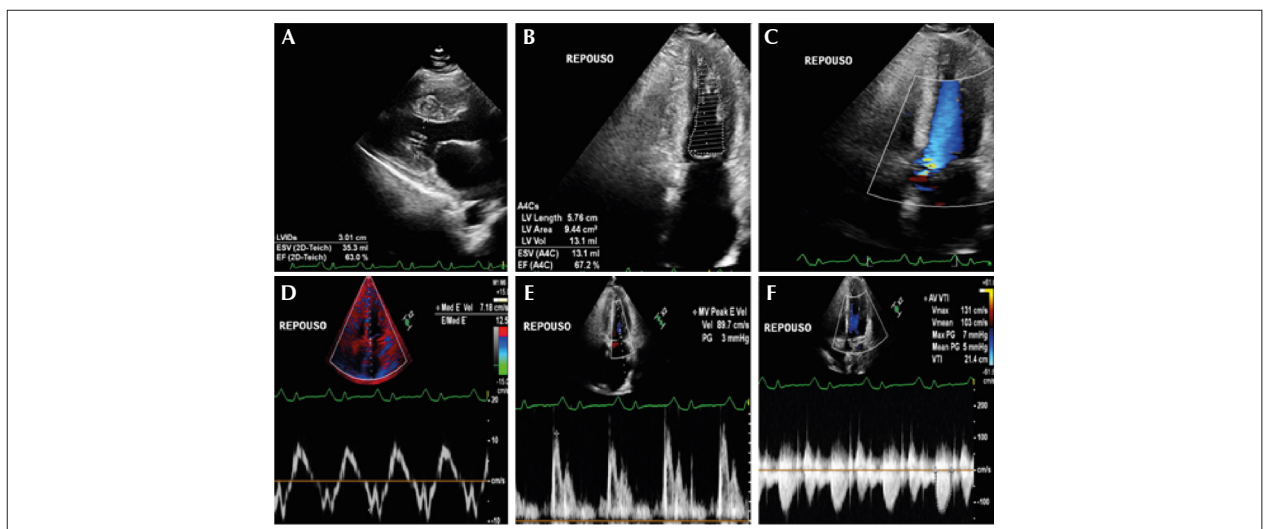 A
LVIDs 3.01 cm
ESV (2D-Teich) 35.3 ml
EF (2D-Teich) 63.0 %
B
REPOUSO
A4Cs
LV Length 5.76 cm
LV Area 9.44 cm²
LV Vol 13.1 ml
ESV (A4C) 13.1 ml
EF (A4C) 67.2 %
C
REPOUSO
D
Med E' Vel 7.18 cm/s
E/Med E' 12.5
REPOUSO
cm/s
20
10
cm/s
-10
E
MV Peak E Vel
Vel 89.7 cm/s
PG 3 mmHg
REPOUSO
F
AV VTI
Vmax 131 cm/s
Vmean 103 cm/s
Max PG 7 mmHg
Mean PG 5 mmHg
VTI 21.4 cm
REPOUSO
cm/s
200
100
cm/s
-100